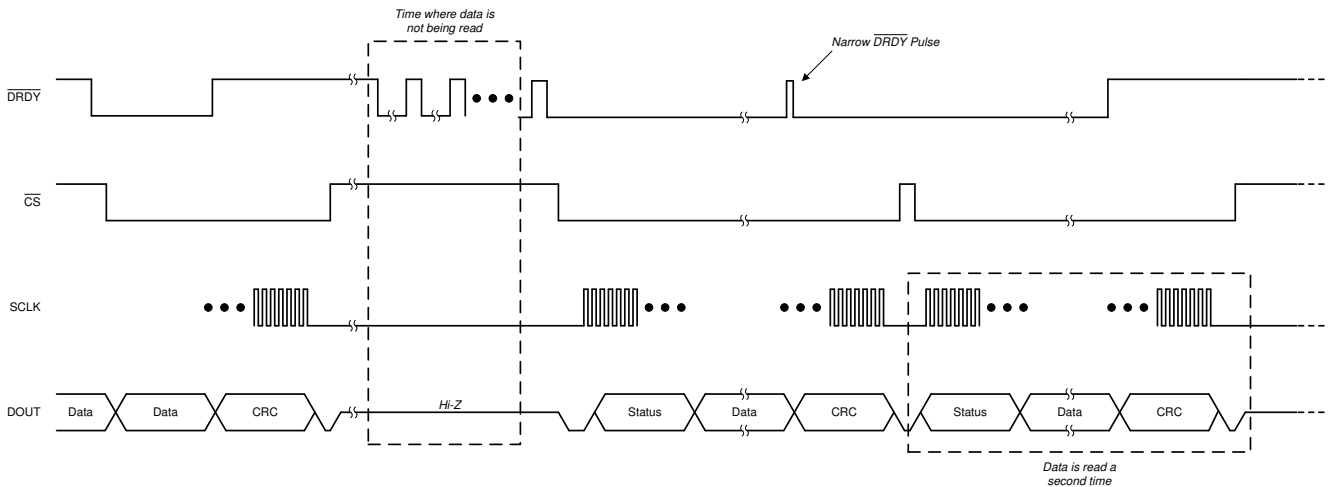 Time where data is
not being read
Narrow DRDY Pulse
DRDY
CS
SCLK
DOUT
Data
Data
CRC
Hi-Z
Status
Data
CRC
Status
Data
CRC
Data is read a
second time